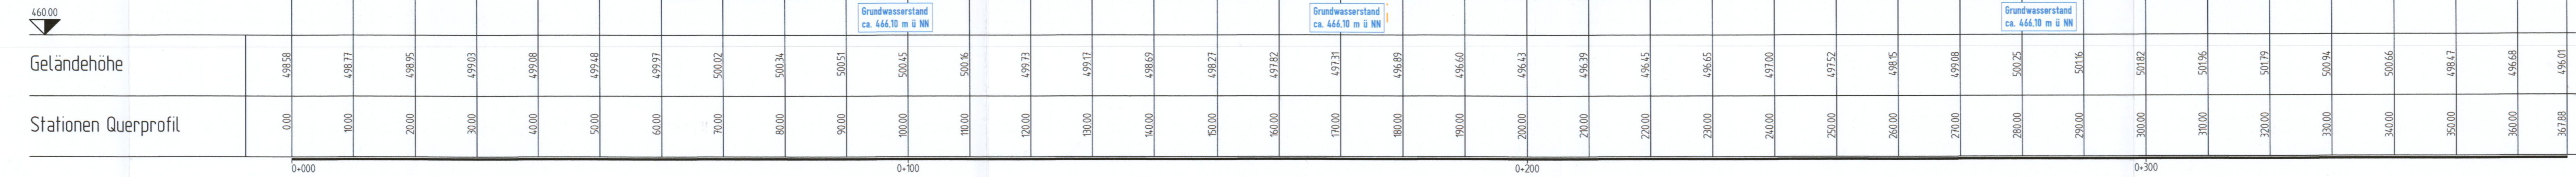 460.00
Grundwasserstand
ca. 466,10 m ü NN
Grundwasserstand
ca. 466,10 m ü NN
Grundwasserstand
ca. 466,10 m ü NN
Geländehöhe 498.58 498.77 498.95 499.03 499.08 499.48 499.97 500.02 500.34 500.51 500.45 500.16 499.73 499.17 498.69 498.27 497.82 497.31 496.89 496.60 496.43 496.39 496.45 496.65 497.00 497.52 498.15 499.08 500.25 501.16 501.82 501.96 501.79 500.94 500.66 498.47 496.68 496.01
Stationen Querprofil 0.00 10.00 20.00 30.00 40.00 50.00 60.00 70.00 80.00 90.00 100.00 110.00 120.00 130.00 140.00 150.00 160.00 170.00 180.00 190.00 200.00 210.00 220.00 230.00 240.00 250.00 260.00 270.00 280.00 290.00 300.00 310.00 320.00 330.00 340.00 350.00 360.00 367.88
0+000 0+100 0+200 0+300